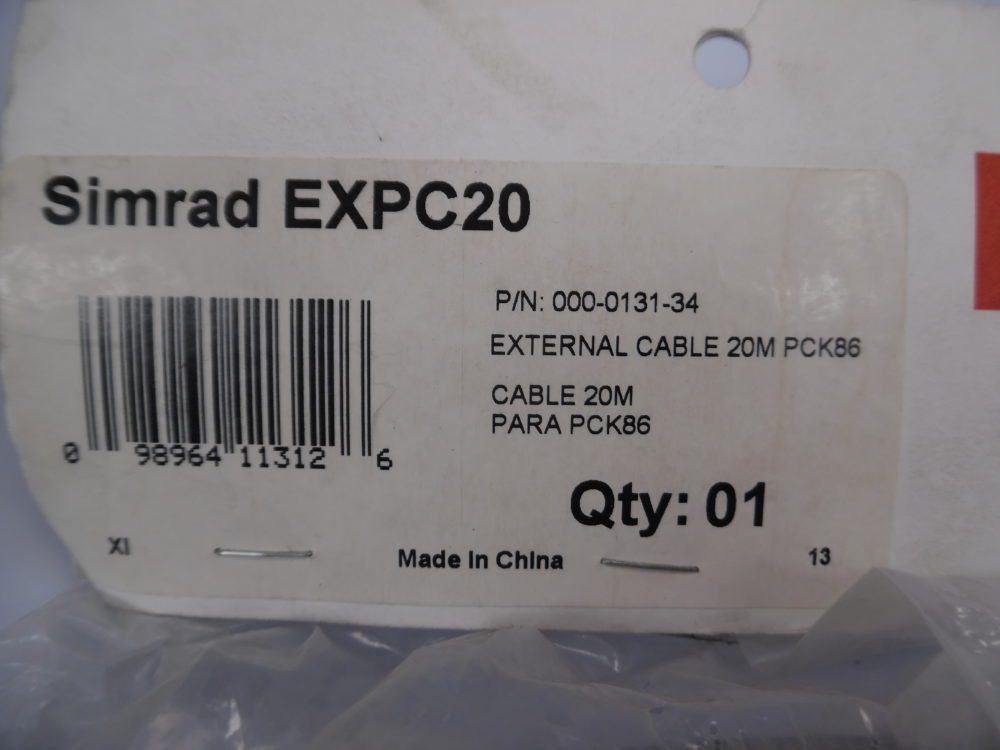 Simrad EXPC20
P/N: 000-0131-34
EXTERNAL CABLE 20M PCK86
CABLE 20M
PARA PCK86
0 98964 11312 6
Qty: 01
XI
Made In China
13